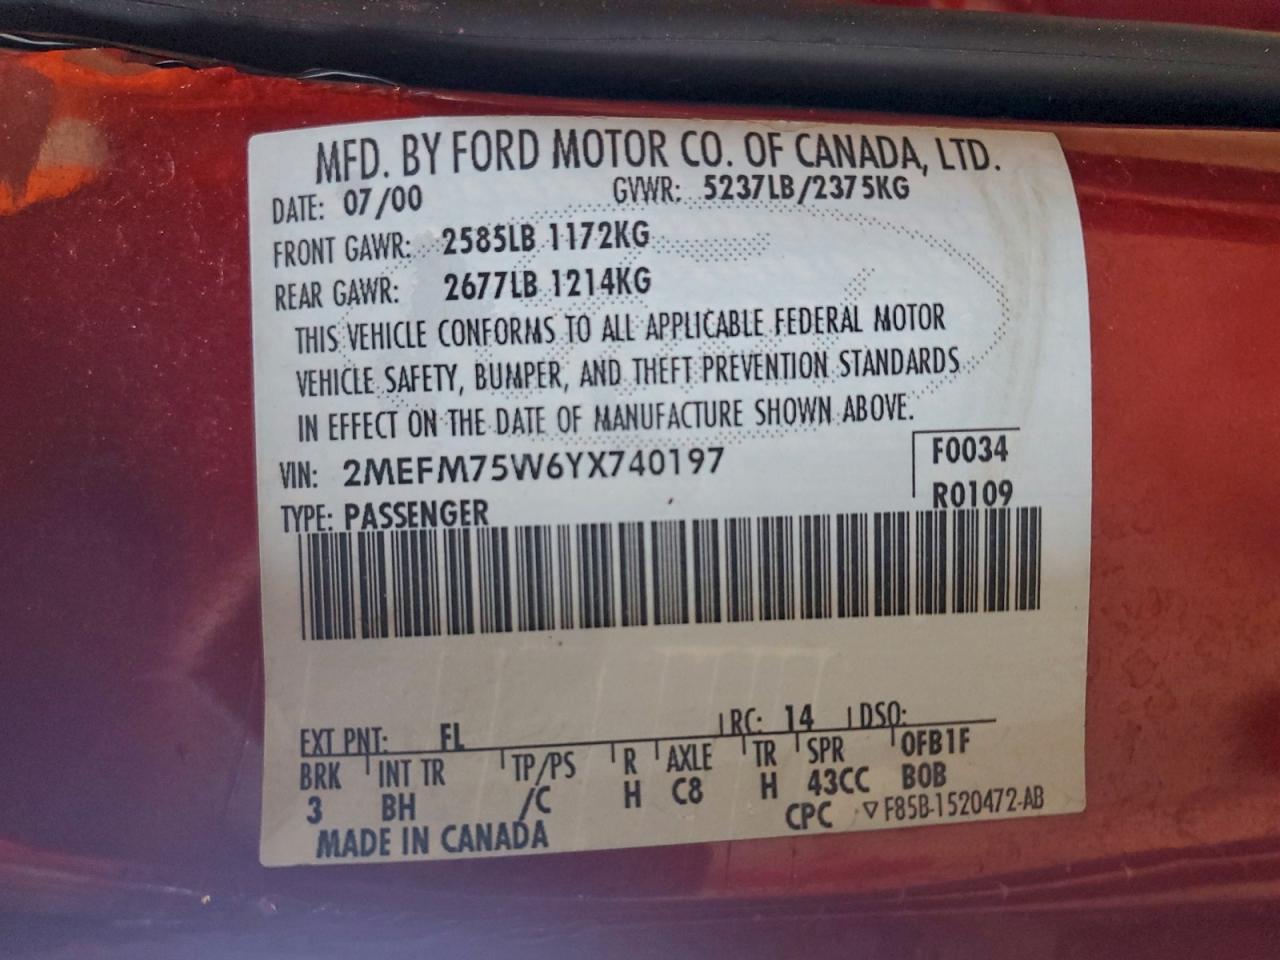 MFD. BY FORD MOTOR CO. OF CANADA, LTD.
DATE: 07/00 GVWR: 5237LB/2375KG
FRONT GAWR: 2585LB 1172KG
REAR GAWR: 2677LB 1214KG
THIS VEHICLE CONFORMS TO ALL APPLICABLE FEDERAL MOTOR
VEHICLE SAFETY, BUMPER, AND THEFT PREVENTION STANDARDS
IN EFFECT ON THE DATE OF MANUFACTURE SHOWN ABOVE.
VIN: 2MEFM75W6YX740197 F0034
TYPE: PASSENGER R0109
EXT PNT: FL RC: 14 DSO:
BRK INT TR TP/PS R AXLE TR SPR 0FB1F
3 BH /C H C8 H 43CC BOB
MADE IN CANADA CPC ▽ F85B-1520472-AB